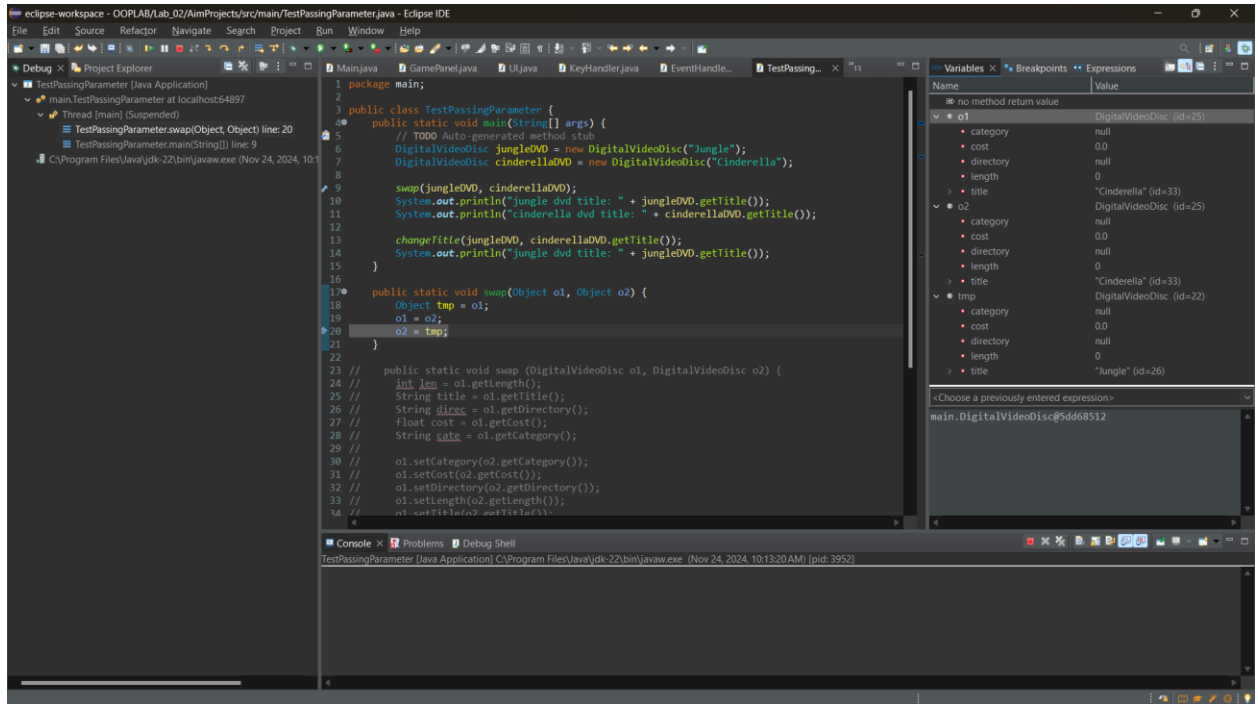 eclipse-workspace - OOPLAB/Lab_02/AimProjects/src/main/TestPassingParameter.java - Eclipse IDE
File Edit Source Refactor Navigate Search Project Run Window Help
Debug Project Explorer
TestPassingParameter [Java Application]
main.TestPassingParameter at localhost:64897
Thread [main] (Suspended)
TestPassingParameter.swap(Object, Object) line: 20
TestPassingParameter.main(String[]) line: 9
C:\Program Files\Java\jdk-22\bin\javaw.exe (Nov 24, 2024, 10:1
Main.java GamePanel.java UI.java KeyHandler.java EventHandle... TestPassing... 11
1 package main;
2
3 public class TestPassingParameter {
4 public static void main(String[] args) {
5 // TODO Auto-generated method stub
6 DigitalVideoDisc jungleDVD = new DigitalVideoDisc("Jungle");
7 DigitalVideoDisc cinderellaDVD = new DigitalVideoDisc("Cinderella");
8
9 swap(jungleDVD, cinderellaDVD);
10 System.out.println("jungle dvd title: " + jungleDVD.getTitle());
11 System.out.println("cinderella dvd title: " + cinderellaDVD.getTitle());
12
13 changeTitle(jungleDVD, cinderellaDVD.getTitle());
14 System.out.println("jungle dvd title: " + jungleDVD.getTitle());
15 }
16
17 public static void swap(Object o1, Object o2) {
18 Object tmp = o1;
19 o1 = o2;
20 o2 = tmp;
21 }
22
23 // public static void swap (DigitalVideoDisc o1, DigitalVideoDisc o2) {
24 // int len = o1.getLength();
25 // String title = o1.getTitle();
26 // String direc = o1.getDirectory();
27 // float cost = o1.getCost();
28 // String cate = o1.getCategory();
29 //
30 // o1.setCategory(o2.getCategory());
31 // o1.setCost(o2.getCost());
32 // o1.setDirectory(o2.getDirectory());
33 // o1.setLength(o2.getLength());
34 // o1.setTitle(o2.getTitle());
Variables Breakpoints Expressions
Name Value
no method return value
o1 DigitalVideoDisc (id=25)
category null
cost 0.0
directory null
length 0
title "Cinderella" (id=33)
o2 DigitalVideoDisc (id=25)
category null
cost 0.0
directory null
length 0
title "Cinderella" (id=33)
tmp DigitalVideoDisc (id=22)
category null
cost 0.0
directory null
length 0
title "Jungle" (id=26)
<Choose a previously entered expression>
main.DigitalVideoDisc@5dd68512
Console Problems Debug Shell
TestPassingParameter [Java Application] C:\Program Files\Java\jdk-22\bin\javaw.exe (Nov 24, 2024, 10:13:20 AM) [pid: 3952]